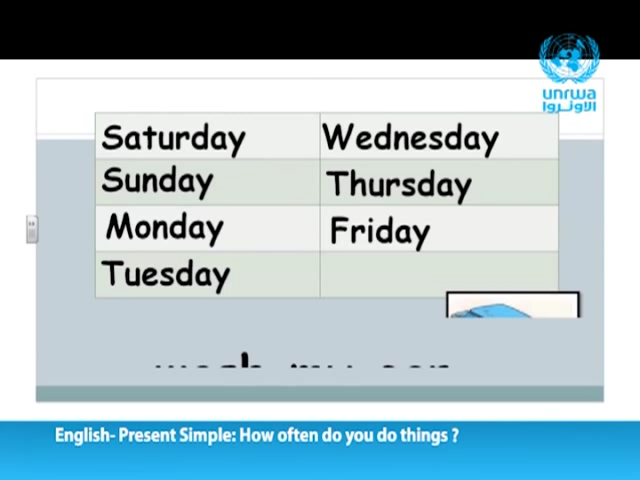 unrwa
الأونروا
Saturday Wednesday
Sunday Thursday
Monday Friday
Tuesday
English- Present Simple: How often do you do things ?